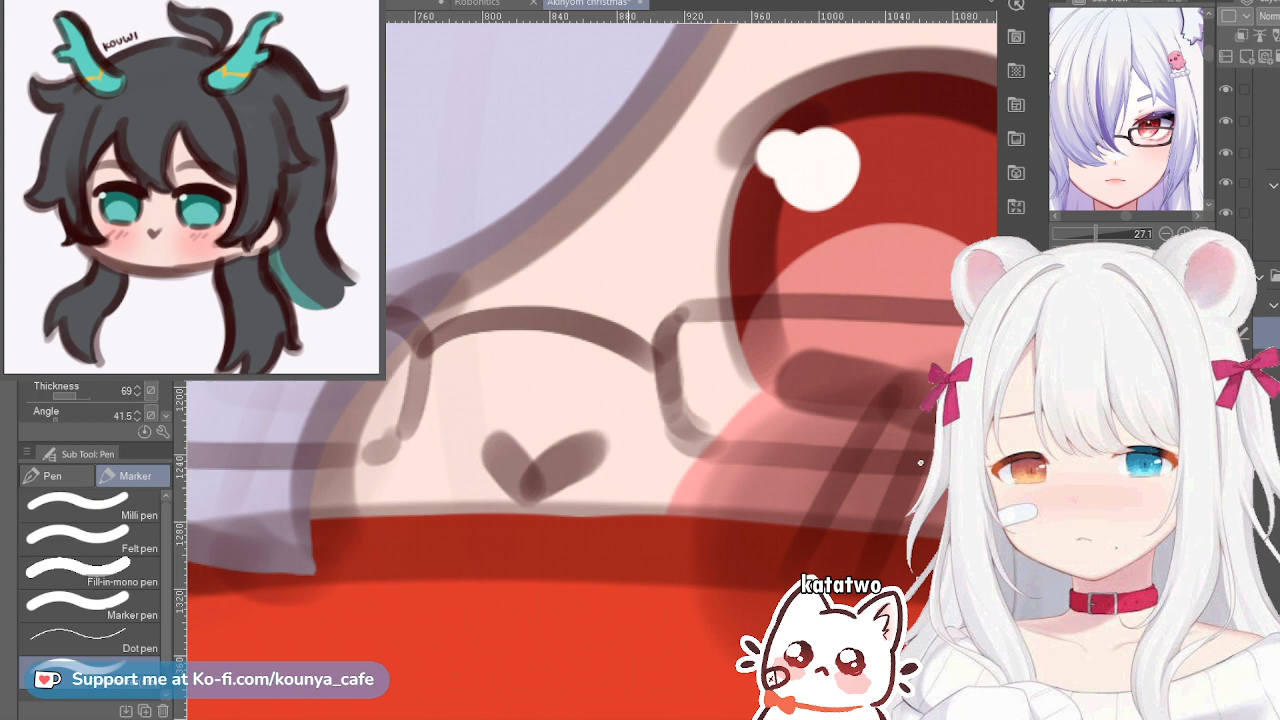 Robonitics
Akinyom christmas*
760
800
840
880
920
960
1000
1040
1080
KOUWI
Norm
27.1
Thickness
69
Angle
41.5
1200
1240
1280
1320
Sub Tool: Pen
Pen
Marker
Milli pen
Felt pen
Fill-in-mono pen
Marker pen
Dot pen
katatwo
Support me at Ko-fi.com/kounya_cafe